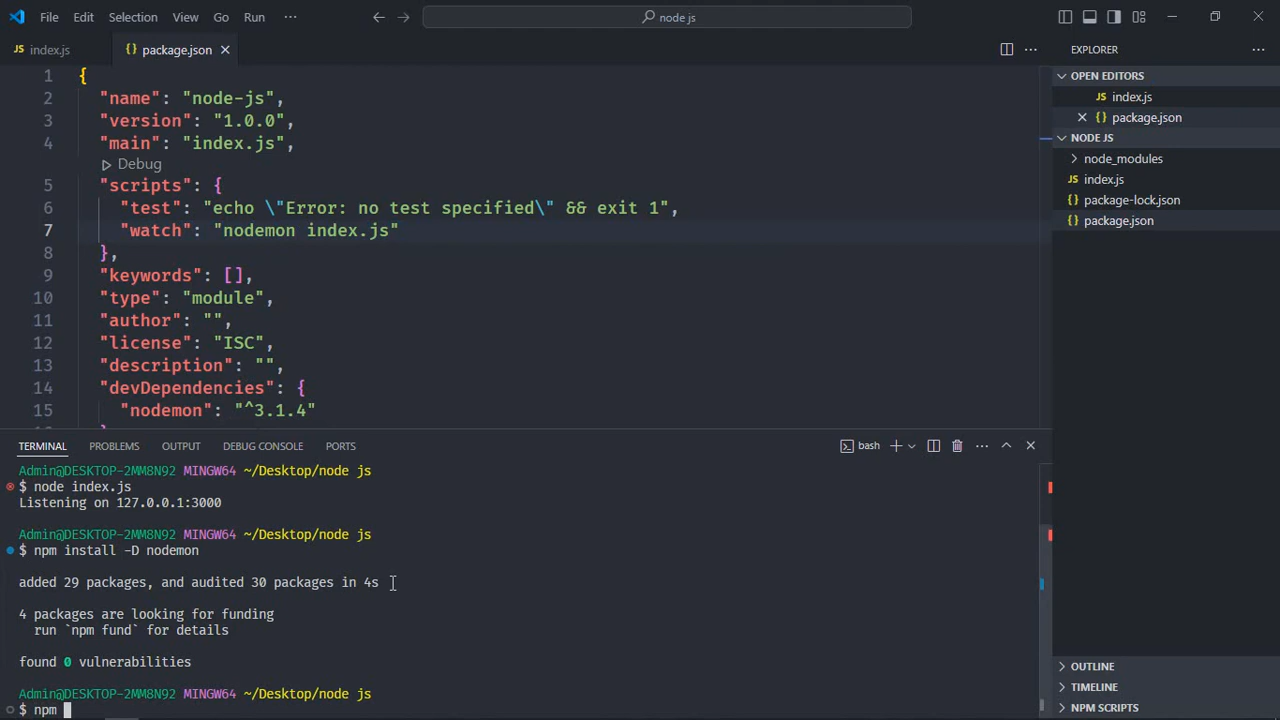 File Edit Selection View Go Run ··· node js
JS index.js {} package.json
1 {
2 "name": "node-js",
3 "version": "1.0.0",
4 "main": "index.js",
Debug
5 "scripts": {
6 "test": "echo \"Error: no test specified\" && exit 1",
7 "watch": "nodemon index.js"
8 },
9 "keywords": [],
10 "type": "module",
11 "author": "",
12 "license": "ISC",
13 "description": "",
14 "devDependencies": {
15 "nodemon": "^3.1.4"
EXPLORER
OPEN EDITORS
JS index.js
{} package.json
NODE JS
node_modules
JS index.js
{} package-lock.json
{} package.json
OUTLINE
TIMELINE
NPM SCRIPTS
TERMINAL PROBLEMS OUTPUT DEBUG CONSOLE PORTS bash
Admin@DESKTOP-2MM8N92 MINGW64 ~/Desktop/node js
$ node index.js
Listening on 127.0.0.1:3000
Admin@DESKTOP-2MM8N92 MINGW64 ~/Desktop/node js
$ npm install -D nodemon
added 29 packages, and audited 30 packages in 4s
4 packages are looking for funding
run `npm fund` for details
found 0 vulnerabilities
Admin@DESKTOP-2MM8N92 MINGW64 ~/Desktop/node js
$ npm